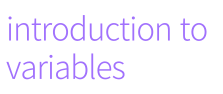 introduction to
variables